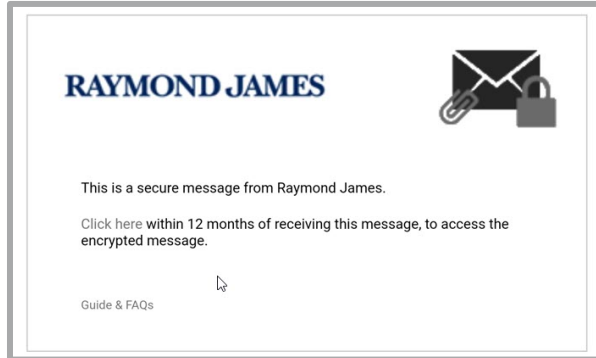 RAYMOND JAMES
This is a secure message from Raymond James.
Click here within 12 months of receiving this message, to access the
encrypted message.
Guide & FAQs